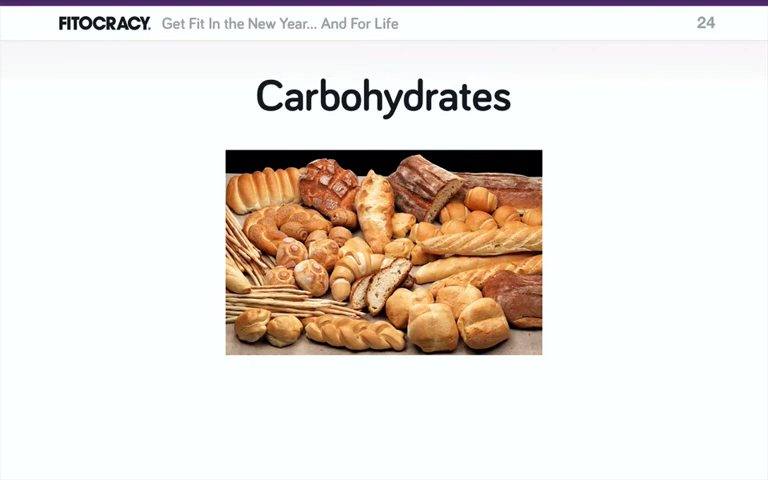 FITOCRACY. Get Fit In the New Year... And For Life 24
Carbohydrates